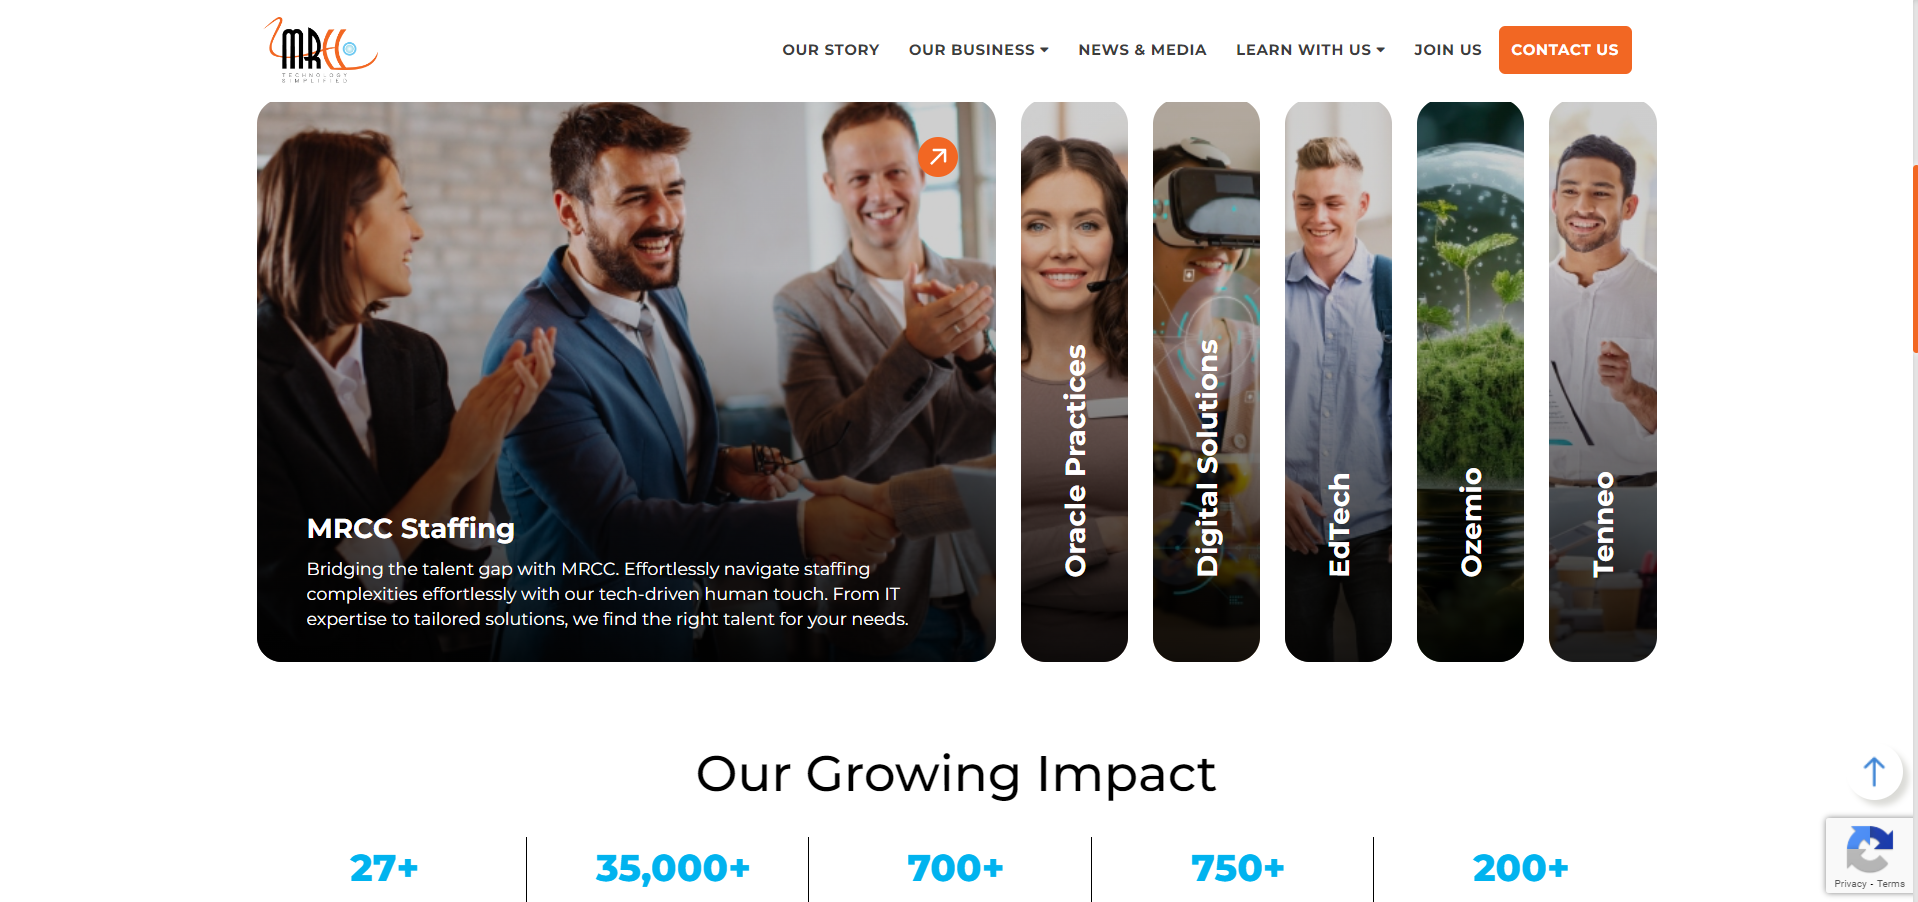 MRCC
TECHNOLOGY
SIMPLIFIED
OUR STORY
OUR BUSINESS
NEWS & MEDIA
LEARN WITH US
JOIN US
CONTACT US
MRCC Staffing
Bridging the talent gap with MRCC. Effortlessly navigate staffing
complexities effortlessly with our tech-driven human touch. From IT
expertise to tailored solutions, we find the right talent for your needs.
Oracle Practices
Digital Solutions
EdTech
Ozemio
Tenneo
Our Growing Impact
27+
35,000+
700+
750+
200+
Privacy - Terms